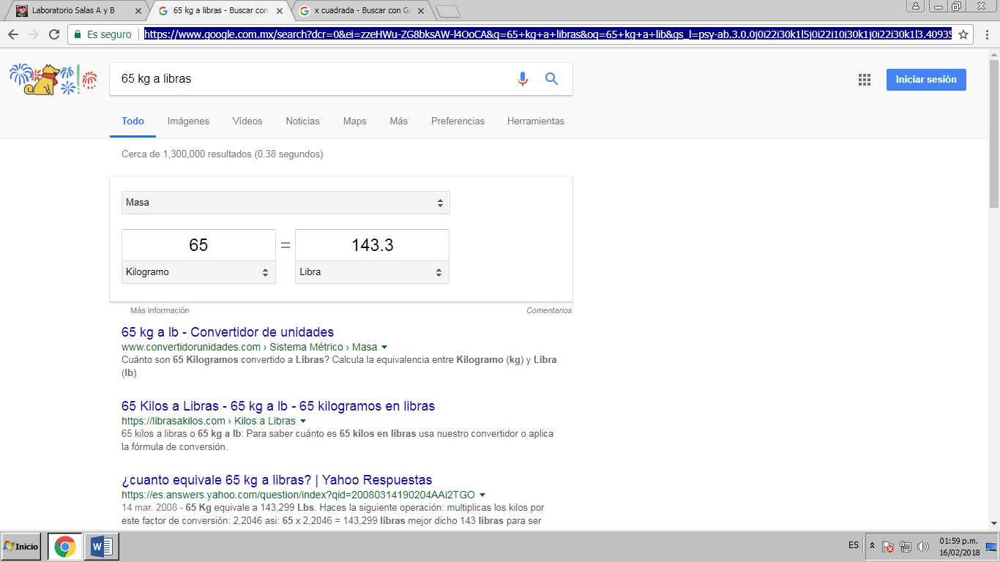 Laboratorio Salas A y B
65 kg a libras - Buscar con
x cuadrada - Buscar con Go
Es seguro
https://www.google.com.mx/search?dcr=0&ei=zzeHWu-ZG8bksAW-l4OoCA&q=65+kg+a+libras&oq=65+kg+a+lib&gs_l=psy-ab.3.0.0j0i22i30k1l5j0i22i10i30k1j0i22i30k1l3.40935
65 kg a libras
Iniciar sesión
Todo Imágenes Vídeos Noticias Maps Más Preferencias Herramientas
Cerca de 1,300,000 resultados (0.38 segundos)
Masa
65 = 143.3
Kilogramo Libra
Más información Comentarios
65 kg a lb - Convertidor de unidades
www.convertidorunidades.com › Sistema Métrico › Masa
Cuánto son 65 Kilogramos convertido a Libras? Calcula la equivalencia entre Kilogramo (kg) y Libra
(lb)
65 Kilos a Libras - 65 kg a lb - 65 kilogramos en libras
https://librasakilos.com › Kilos a Libras
65 kilos a libras o 65 kg a lb: Para saber cuánto es 65 kilos en libras usa nuestro convertidor o aplica
la fórmula de conversión.
¿cuanto equivale 65 kg a libras? | Yahoo Respuestas
https://es.answers.yahoo.com/question/index?qid=20080314190204AAi2TGO
14 mar. 2008 - 65 Kg equivale a 143,299 Lbs. Haces la siguiente operación: multiplicas los kilos por
este factor de conversión: 2,2046 asi: 65 x 2,2046 = 143,299 libras mejor dicho 143 libras para ser
Inicio
ES
01:59 p.m.
16/02/2018